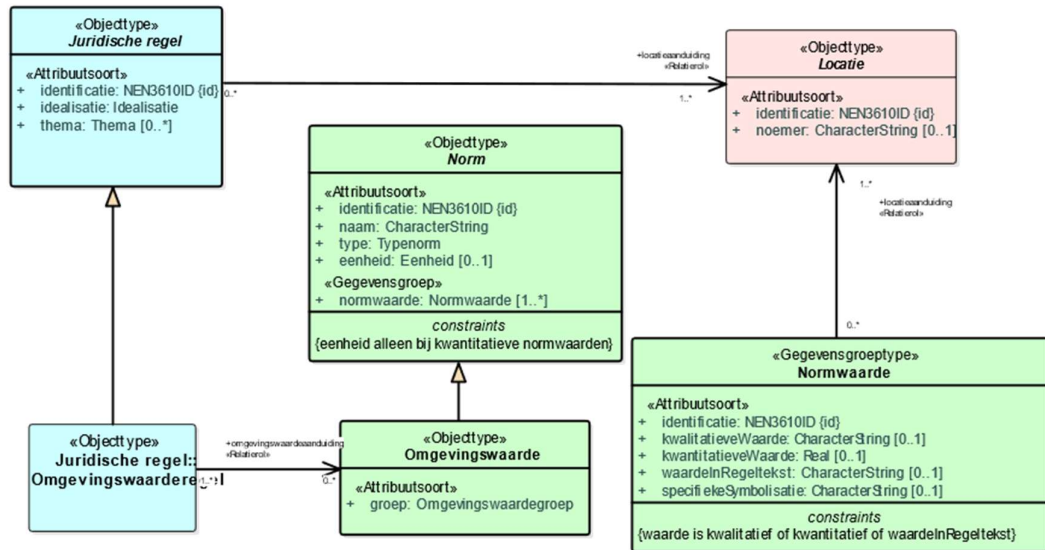 «Objecttype»
Juridische regel
«Attribuutsoort»
+ identificatie: NEN3610ID {id}
+ idealisatie: Idealisatie
+ thema: Thema [0..*]
0..*
+locatieaanduiding
«Relatierol»
1..*
«Objecttype»
Locatie
«Attribuutsoort»
+ identificatie: NEN3610ID {id}
+ noemer: CharacterString [0..1]
«Objecttype»
Norm
«Attribuutsoort»
+ identificatie: NEN3610ID {id}
+ naam: CharacterString
+ type: Typenorm
+ eenheid: Eenheid [0..1]
«Gegevensgroep»
+ normwaarde: Normwaarde [1..*]
constraints
{eenheid alleen bij kwantitatieve normwaarden}
1..*
+locatieaanduiding
«Relatierol»
0..*
«Gegevensgroeptype»
Normwaarde
«Attribuutsoort»
+ identificatie: NEN3610ID {id}
+ kwalitatieveWaarde: CharacterString [0..1]
+ kwantitatieveWaarde: Real [0..1]
+ waardeInRegeltekst: CharacterString [0..1]
+ specifiekeSymbolisatie: CharacterString [0..1]
constraints
{waarde is kwalitatief of kwantitatief of waardeInRegeltekst}
«Objecttype»
Juridische regel::
Omgevingswaarderegel
+omgevingswaardeaanduiding
«Relatierol»
0..*
«Objecttype»
Omgevingswaarde
«Attribuutsoort»
+ groep: Omgevingswaardegroep